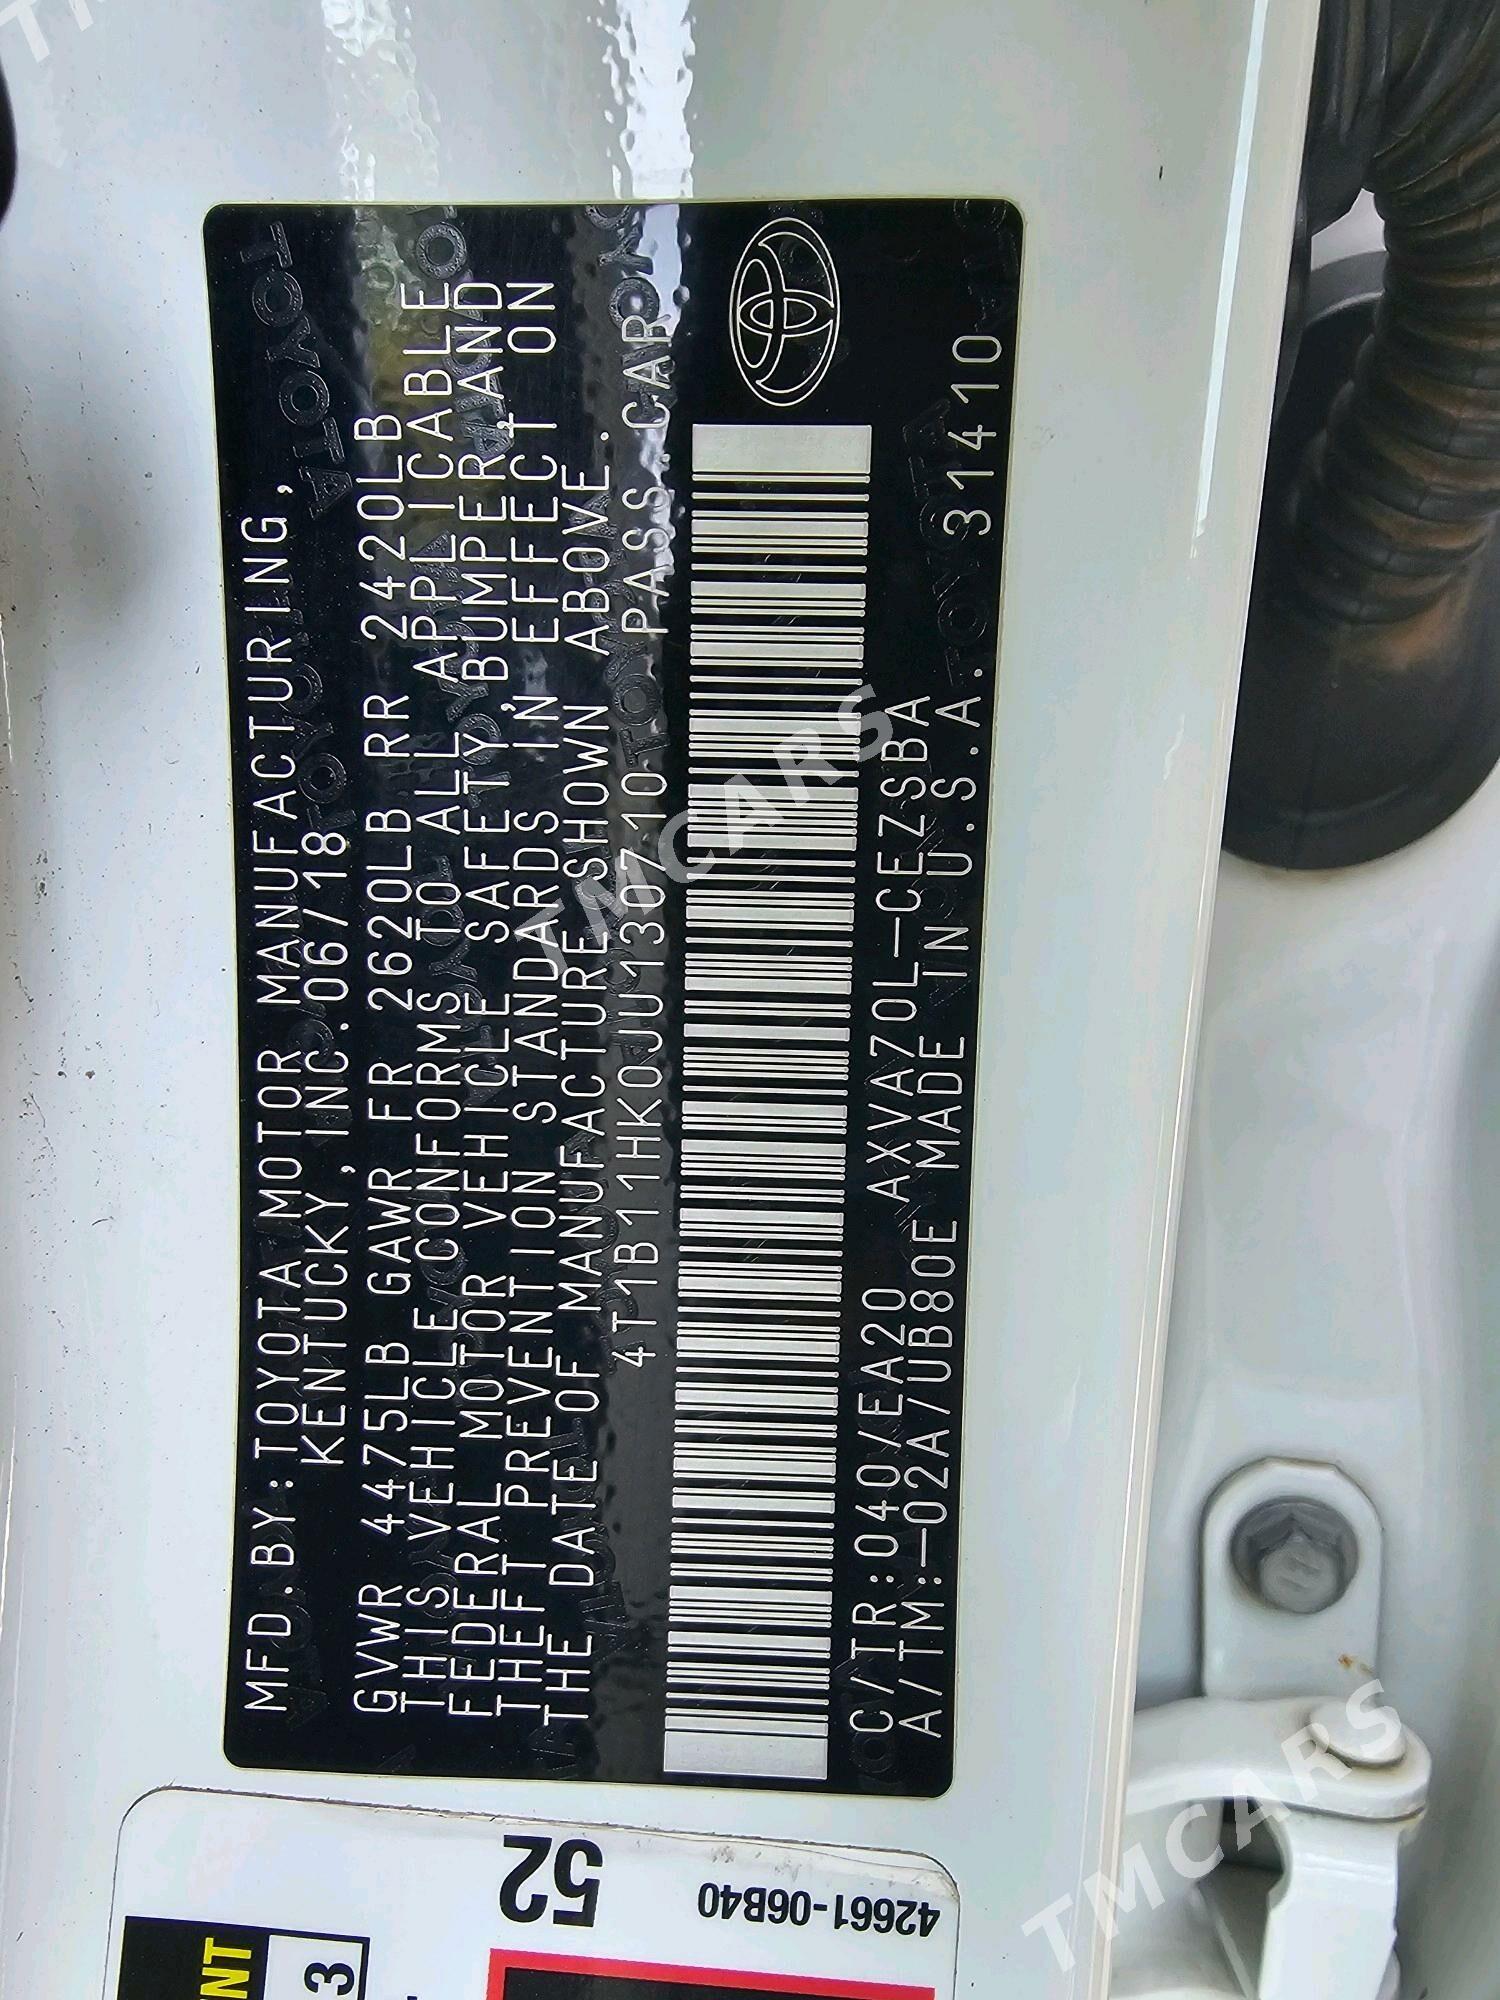 MFD.BY:TOYOTA MOTOR MANUFACTURING,
KENTUCKY, INC. 06/18
GVWR 4475LB GAWR FR 2620LB RR 2420LB
THIS VEHICLE CONFORMS TO ALL APPLICABLE
FEDERAL MOTOR VEHICLE SAFETY, BUMPER, AND
THEFT PREVENTION STANDARDS IN EFFECT ON
THE DATE OF MANUFACTURE SHOWN ABOVE.
4T1B11HK0JU130710 PASS.CAR
C/TR:040/EA20 AXVA70L-CEZSBA
A/TM:-02A/UB80E MADE IN U.S.A. 31410
52
42661-06B40
3
TMCARS
TMCARS